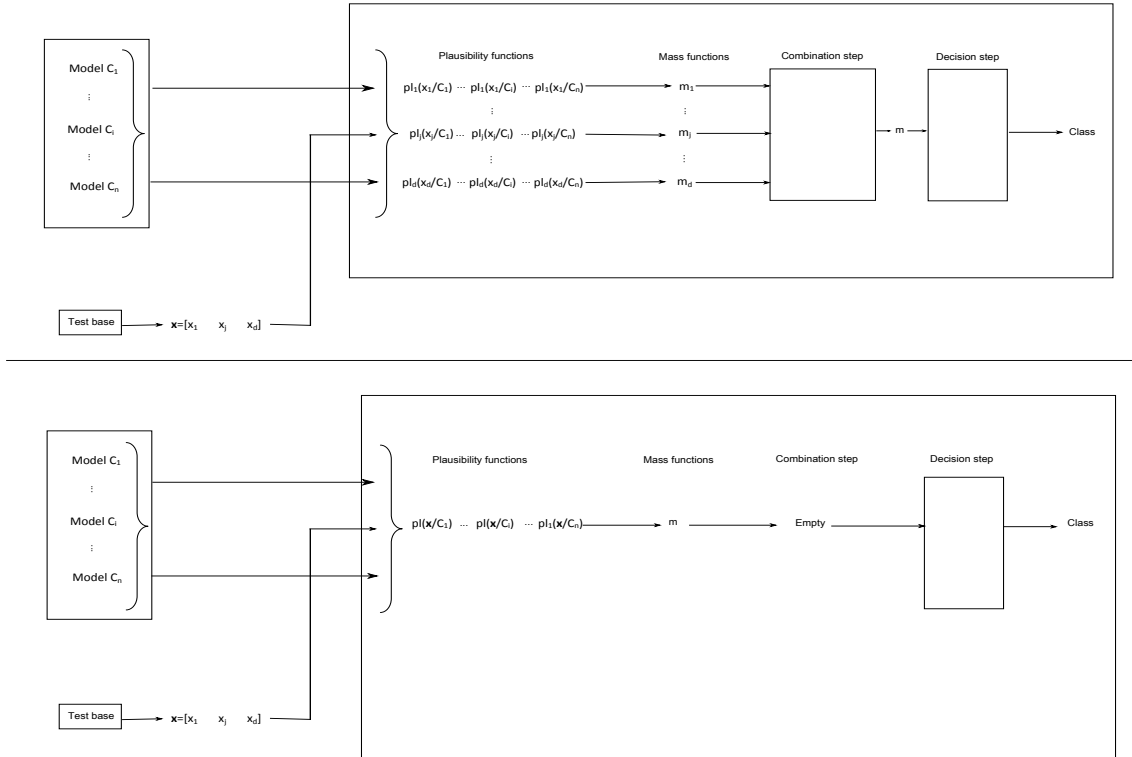 Plausibility functions Mass functions Combination step Decision step
Model C₁
pl₁(x₁/C₁) ... pl₁(x₁/Cᵢ) ... pl₁(x₁/Cₙ) m₁
⋮ ⋮ ⋮
Model Cᵢ
plⱼ(xⱼ/C₁) ... plⱼ(xⱼ/Cᵢ) ... plⱼ(xⱼ/Cₙ) mⱼ m Class
⋮ ⋮ ⋮
Model Cₙ
pl_d(x_d/C₁) ... pl_d(x_d/Cᵢ) ... pl_d(x_d/Cₙ) m_d
Test base x=[x₁ xⱼ x_d]
Plausibility functions Mass functions Combination step Decision step
Model C₁
⋮
Model Cᵢ
pl(x/C₁) ... pl(x/Cᵢ) ... pl₁(x/Cₙ) m Empty Class
⋮
Model Cₙ
Test base x=[x₁ xⱼ x_d]